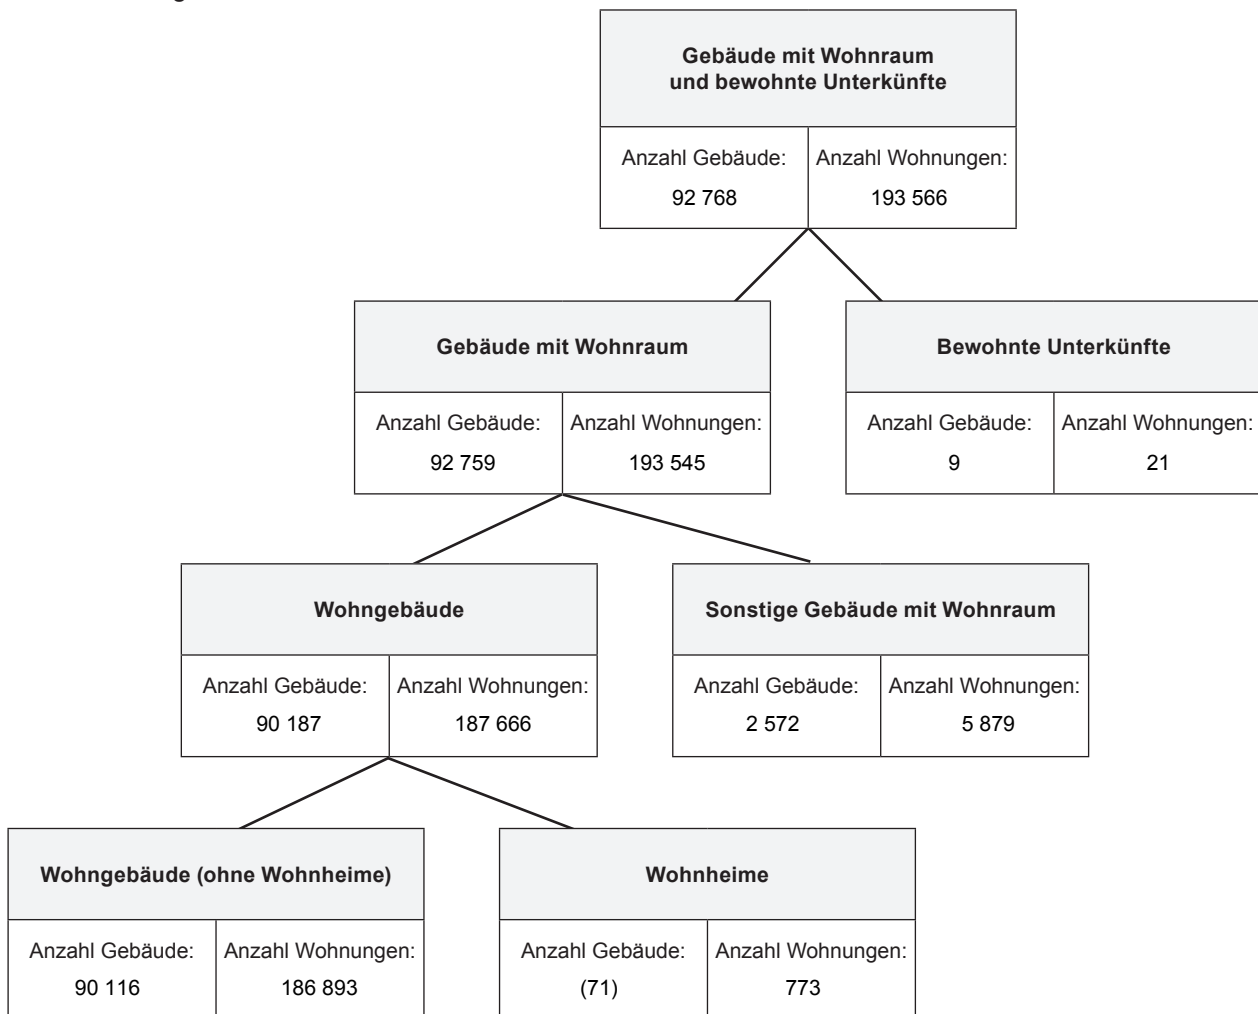 Gebäude mit Wohnraum
und bewohnte Unterkünfte
Anzahl Gebäude: Anzahl Wohnungen:
92 768 193 566
Gebäude mit Wohnraum Bewohnte Unterkünfte
Anzahl Gebäude: Anzahl Wohnungen: Anzahl Gebäude: Anzahl Wohnungen:
92 759 193 545 9 21
Wohngebäude Sonstige Gebäude mit Wohnraum
Anzahl Gebäude: Anzahl Wohnungen: Anzahl Gebäude: Anzahl Wohnungen:
90 187 187 666 2 572 5 879
Wohngebäude (ohne Wohnheime) Wohnheime
Anzahl Gebäude: Anzahl Wohnungen: Anzahl Gebäude: Anzahl Wohnungen:
90 116 186 893 (71) 773